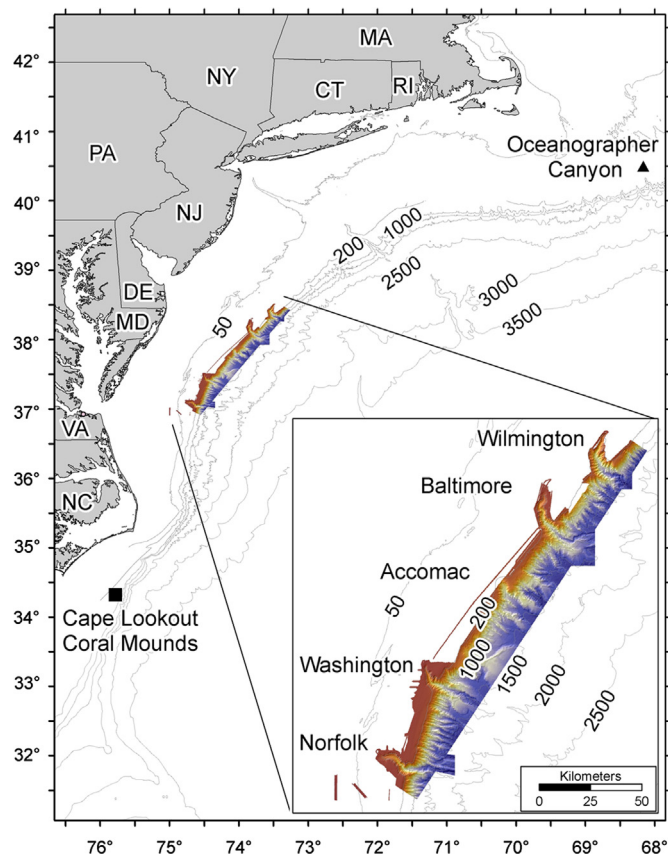 42°
41°
40°
39°
38°
37°
36°
35°
34°
33°
32°
76°
75°
74°
73°
72°
71°
70°
69°
68°
MA
NY
CT
RI
PA
NJ
DE
MD
VA
NC
Oceanographer
Canyon
200
1000
2500
3000
3500
50
Cape Lookout
Coral Mounds
Wilmington
Baltimore
Accomac
Washington
Norfolk
50
200
1000
1500
2000
2500
Kilometers
0 25 50